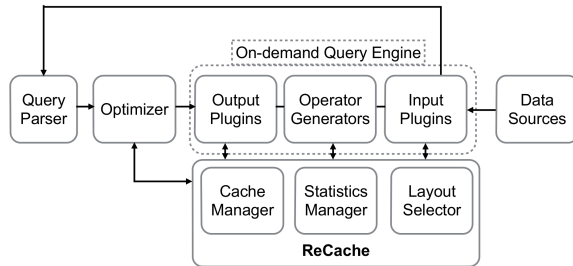 On-demand Query Engine
Query
Parser
Optimizer
Output
Plugins
Operator
Generators
Input
Plugins
Data
Sources
Cache
Manager
Statistics
Manager
Layout
Selector
ReCache